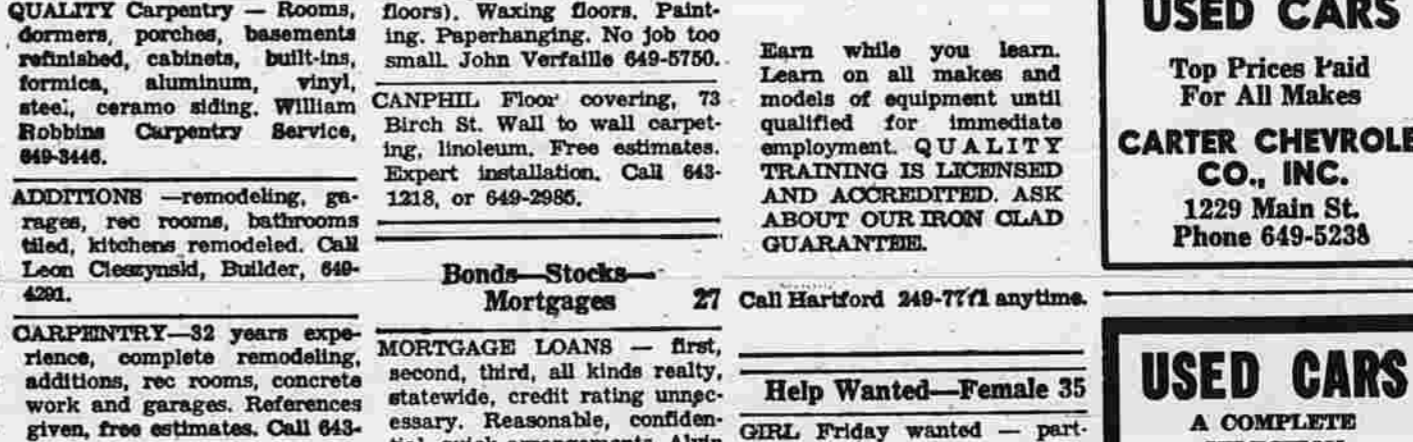 QUALITY Carpentry — Rooms,
dormers, porches, basements
refinished, cabinets, built-ins,
formica, aluminum, vinyl,
steel, ceramo siding. William
Robbins Carpentry Service,
649-3446.
ADDITIONS —remodeling, ga-
rages, rec rooms, bathrooms
tiled, kitchens remodeled. Call
Leon Cieszynski, Builder, 649-
4291.
CARPENTRY—32 years expe-
rience, complete remodeling,
additions, rec rooms, concrete
work and garages. References
given, free estimates. Call 643-
floors). Waxing floors. Paint-
ing. Paperhanging. No job too
small. John Verfaille 649-5750.
CANPHIL Floor covering, 73
Birch St. Wall to wall carpet-
ing, linoleum. Free estimates.
Expert installation. Call 643-
1218, or 649-2985.
Bonds—Stocks—
Mortgages 27
MORTGAGE LOANS — first,
second, third, all kinds realty,
statewide, credit rating unnec-
essary. Reasonable, confiden-
tial, quick arrangements. Alvin
Earn while you learn.
Learn on all makes and
models of equipment until
qualified for immediate
employment. QUALITY
TRAINING IS LICENSED
AND ACCREDITED. ASK
ABOUT OUR IRON CLAD
GUARANTEE.
Call Hartford 249-7771 anytime.
Help Wanted—Female 35
GIRL Friday wanted — part-
USED CARS
Top Prices Paid
For All Makes
CARTER CHEVROLE
CO., INC.
1229 Main St.
Phone 649-5238
USED CARS
A COMPLETE